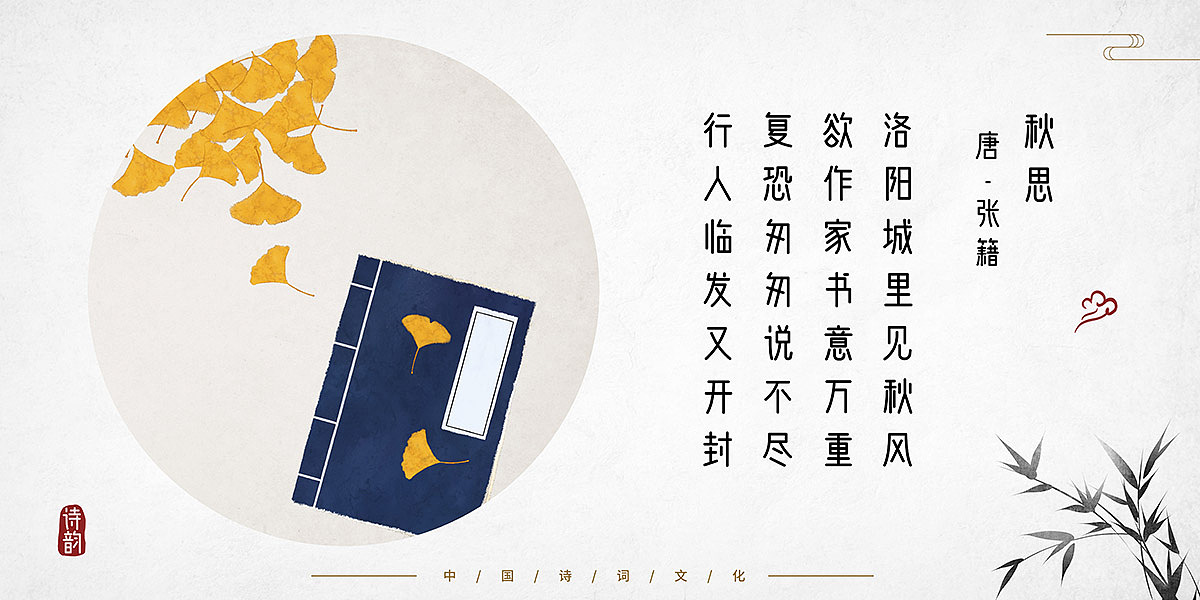 秋思
唐-张籍
洛阳城里见秋风
欲作家书意万重
复恐匆匆说不尽
行人临发又开封
诗韵
中/国/诗/词/文/化